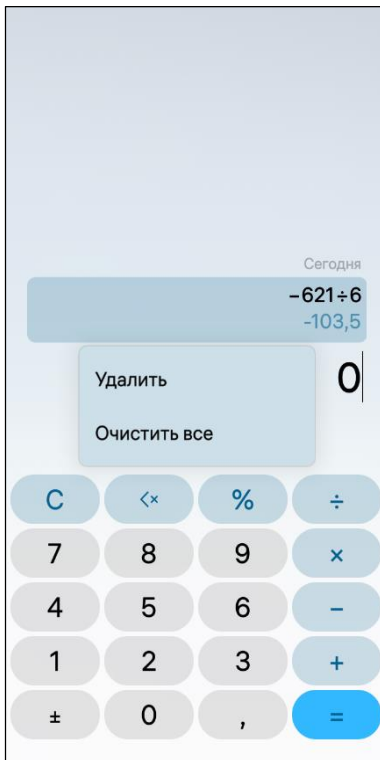 Сегодня
−621÷6
-103,5
Удалить
0
Очистить все
C
%
÷
7 8 9 ×
4 5 6 −
1 2 3 +
± 0 , =